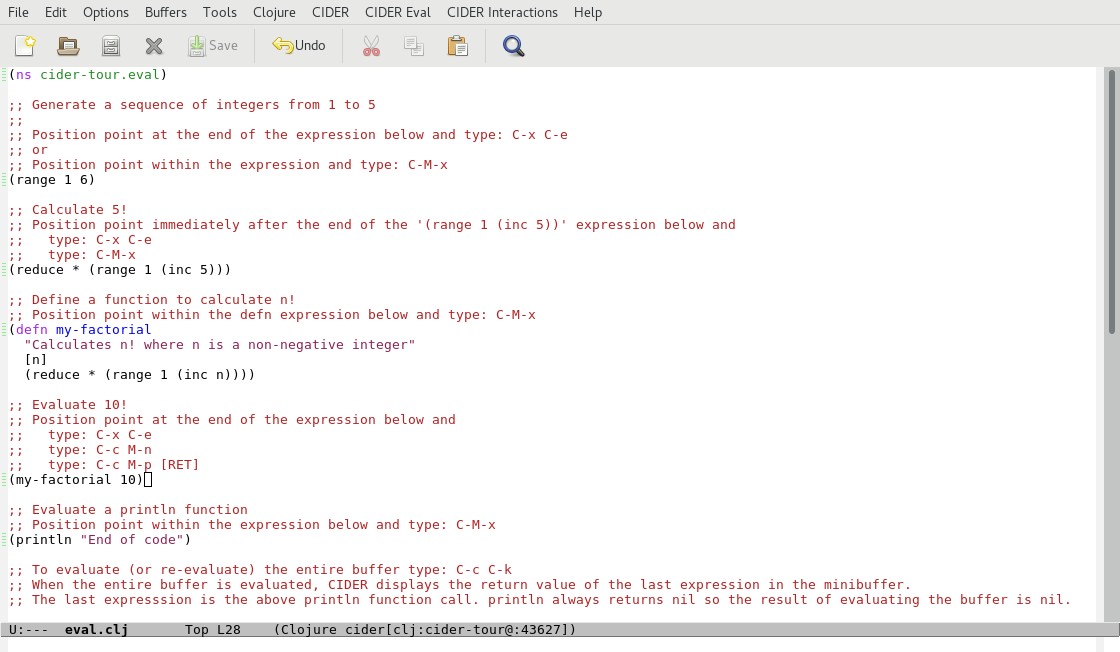 File Edit Options Buffers Tools Clojure CIDER CIDER Eval CIDER Interactions Help
Save Undo
(ns cider-tour.eval)
;; Generate a sequence of integers from 1 to 5
;;
;; Position point at the end of the expression below and type: C-x C-e
;; or
;; Position point within the expression and type: C-M-x
(range 1 6)
;; Calculate 5!
;; Position point immediately after the end of the '(range 1 (inc 5))' expression below and
;;   type: C-x C-e
;;   type: C-M-x
(reduce * (range 1 (inc 5)))
;; Define a function to calculate n!
;; Position point within the defn expression below and type: C-M-x
(defn my-factorial
  "Calculates n! where n is a non-negative integer"
  [n]
  (reduce * (range 1 (inc n))))
;; Evaluate 10!
;; Position point at the end of the expression below and
;;   type: C-x C-e
;;   type: C-c M-n
;;   type: C-c M-p [RET]
(my-factorial 10)
;; Evaluate a println function
;; Position point within the expression below and type: C-M-x
(println "End of code")
;; To evaluate (or re-evaluate) the entire buffer type: C-c C-k
;; When the entire buffer is evaluated, CIDER displays the return value of the last expression in the minibuffer.
;; The last expresssion is the above println function call. println always returns nil so the result of evaluating the buffer is nil.
U:--- eval.clj Top L28 (Clojure cider[clj:cider-tour@:43627])